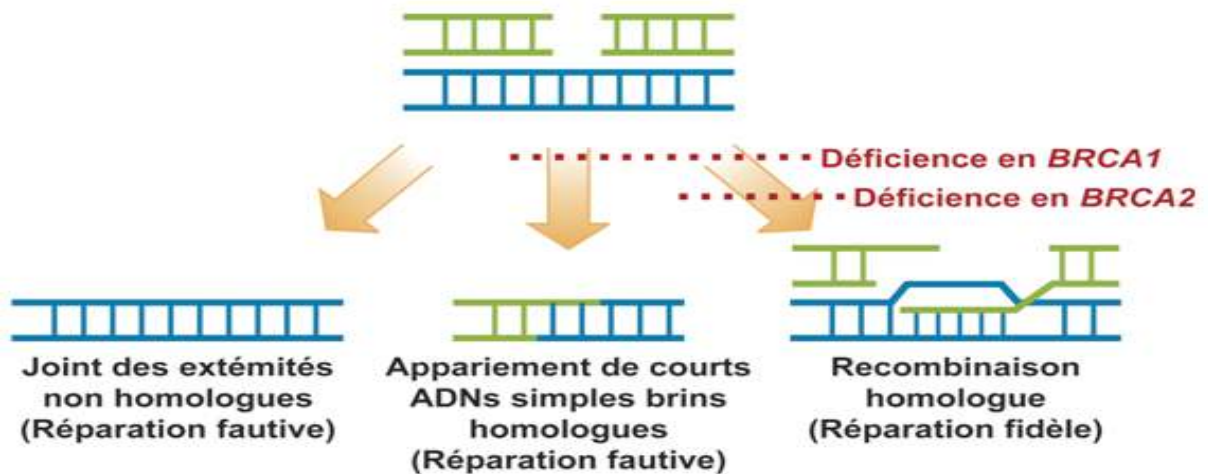 Déficience en BRCA1
Déficience en BRCA2
Joint des extémités
non homologues
(Réparation fautive)
Appariement de courts
ADNs simples brins
homologues
(Réparation fautive)
Recombinaison
homologue
(Réparation fidèle)